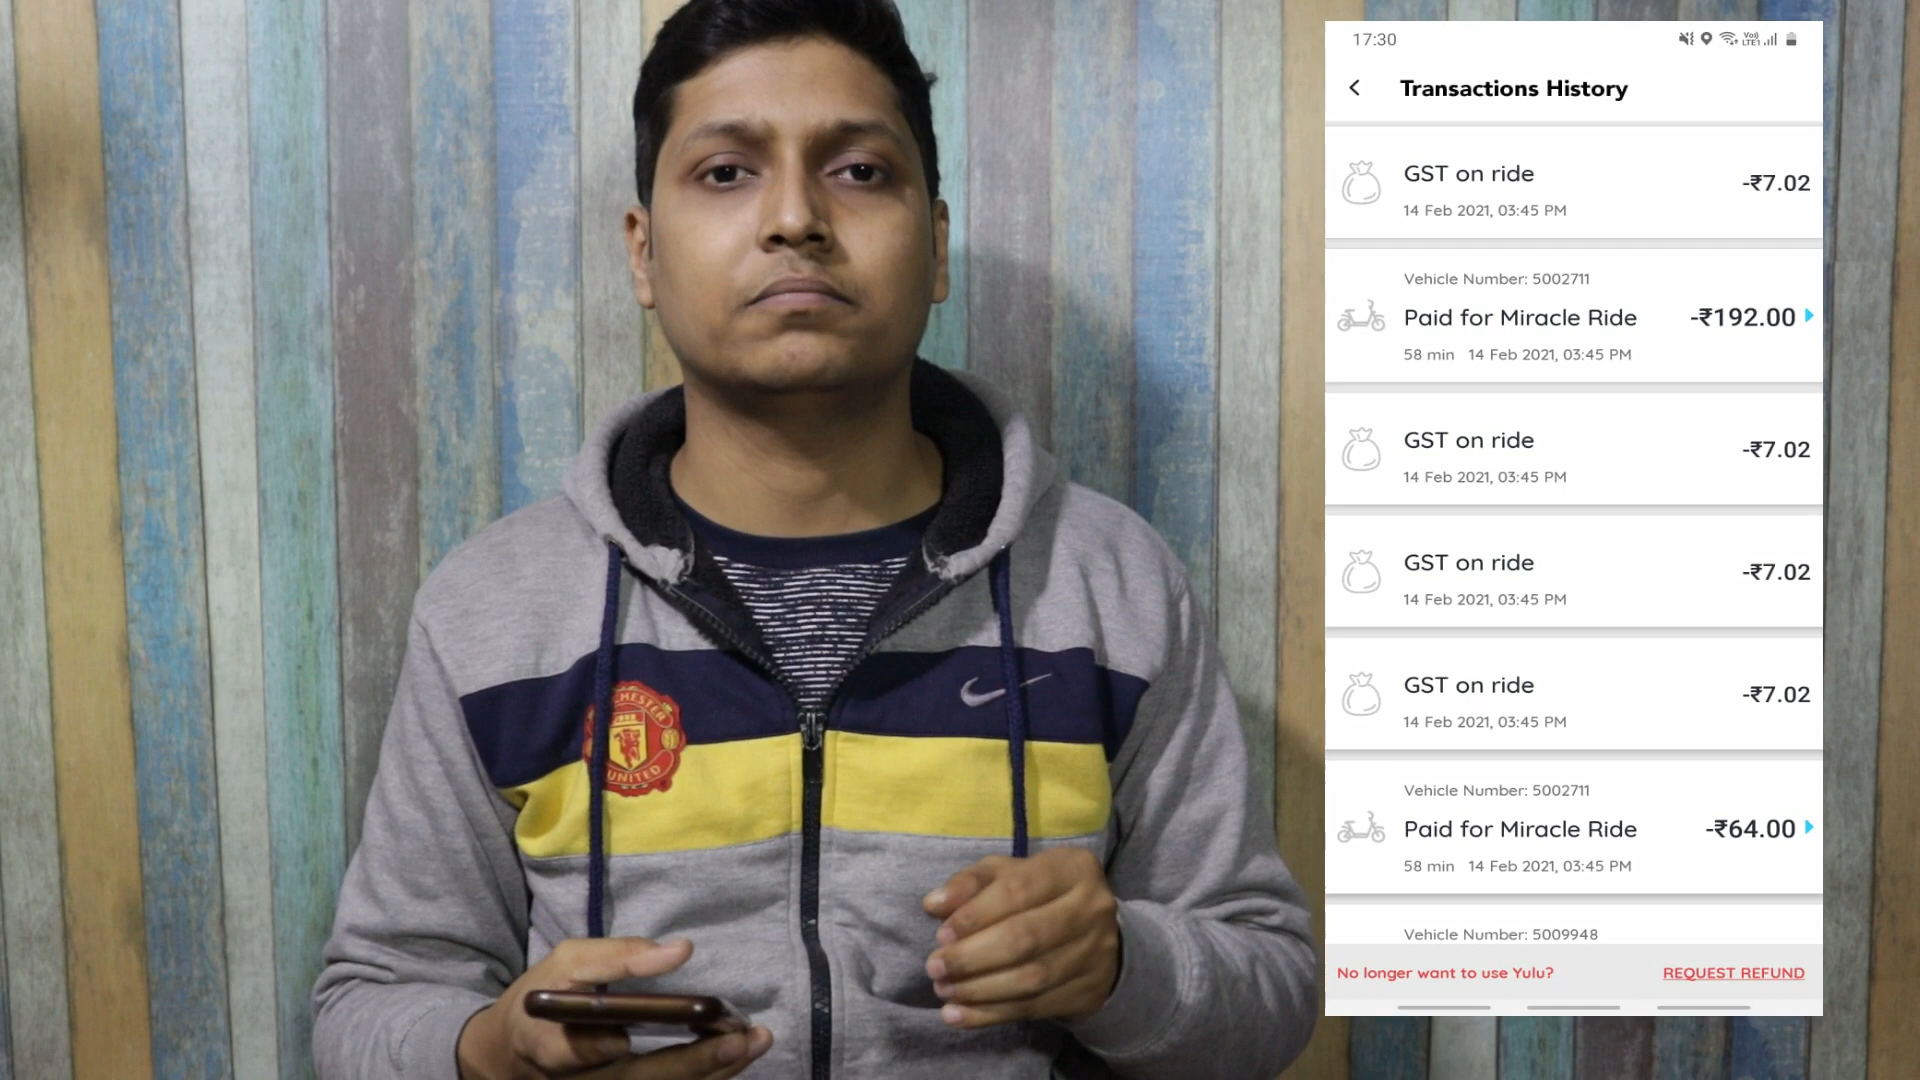 17:30
Transactions History
GST on ride
-₹7.02
14 Feb 2021, 03:45 PM
Vehicle Number: 5002711
Paid for Miracle Ride
-₹192.00
58 min 14 Feb 2021, 03:45 PM
GST on ride
-₹7.02
14 Feb 2021, 03:45 PM
GST on ride
-₹7.02
14 Feb 2021, 03:45 PM
GST on ride
-₹7.02
14 Feb 2021, 03:45 PM
Vehicle Number: 5002711
Paid for Miracle Ride
-₹64.00
58 min 14 Feb 2021, 03:45 PM
Vehicle Number: 5009948
No longer want to use Yulu?
REQUEST REFUND
CHESTER
UNITED